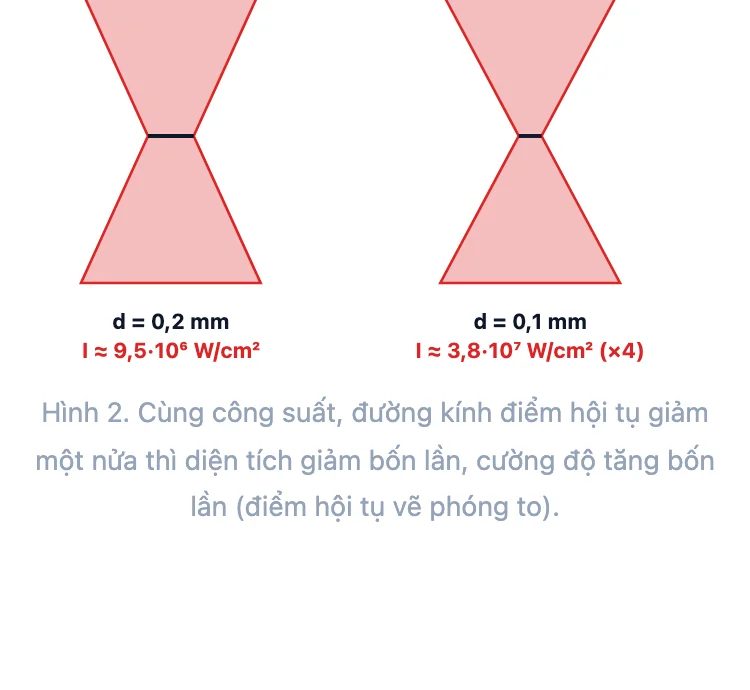 d = 0,2 mm
I ≈ 9,5·10⁶ W/cm²
d = 0,1 mm
I ≈ 3,8·10⁷ W/cm² (×4)
Hình 2. Cùng công suất, đường kính điểm hội tụ giảm
một nửa thì diện tích giảm bốn lần, cường độ tăng bốn
lần (điểm hội tụ vẽ phóng to).